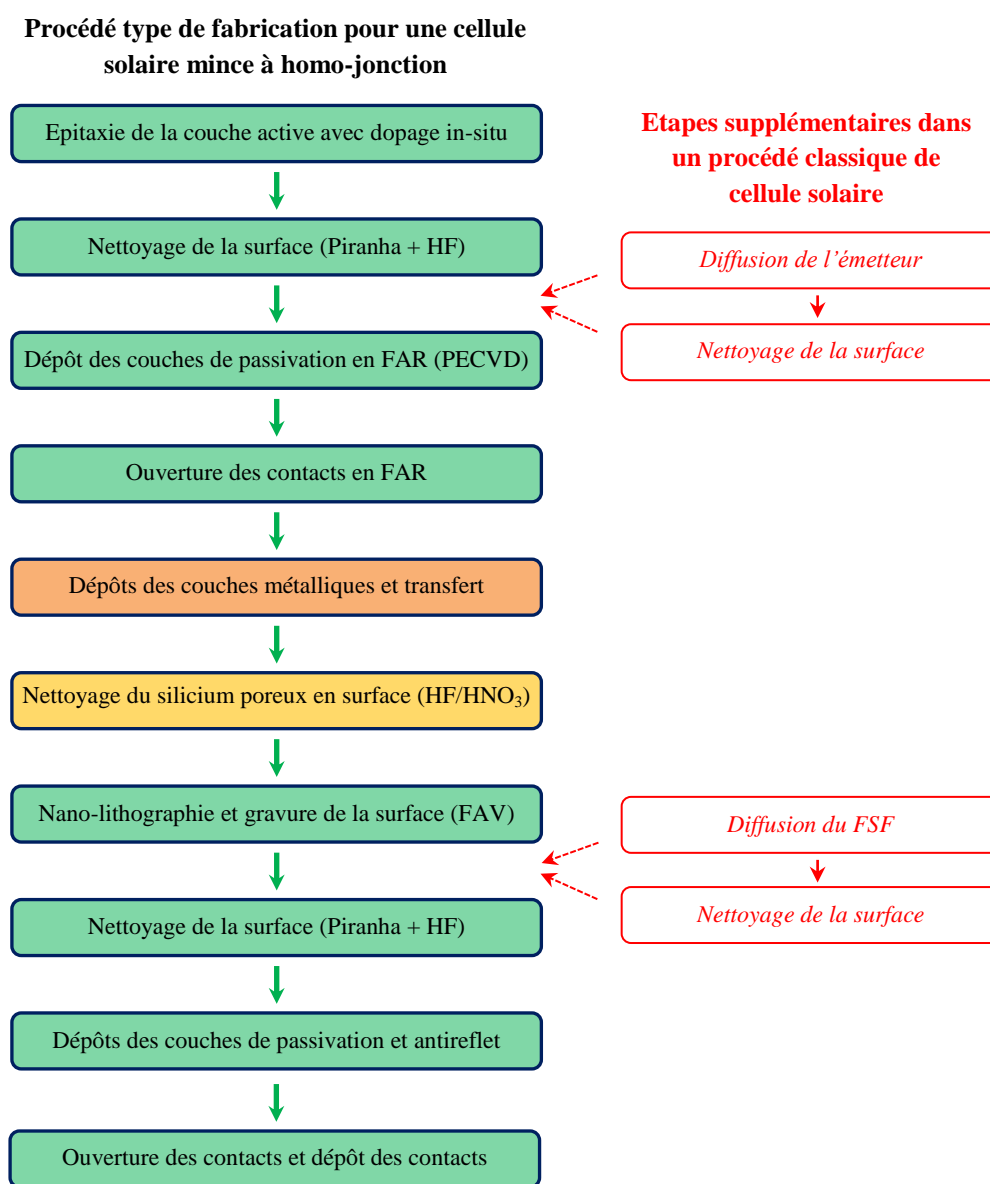 Procédé type de fabrication pour une cellule
solaire mince à homo-jonction
Epitaxie de la couche active avec dopage in-situ
Nettoyage de la surface (Piranha + HF)
Dépôt des couches de passivation en FAR (PECVD)
Ouverture des contacts en FAR
Dépôts des couches métalliques et transfert
Nettoyage du silicium poreux en surface (HF/HNO₃)
Nano-lithographie et gravure de la surface (FAV)
Nettoyage de la surface (Piranha + HF)
Dépôts des couches de passivation et antireflet
Ouverture des contacts et dépôt des contacts
Etapes supplémentaires dans
un procédé classique de
cellule solaire
Diffusion de l’émetteur
Nettoyage de la surface
Diffusion du FSF
Nettoyage de la surface